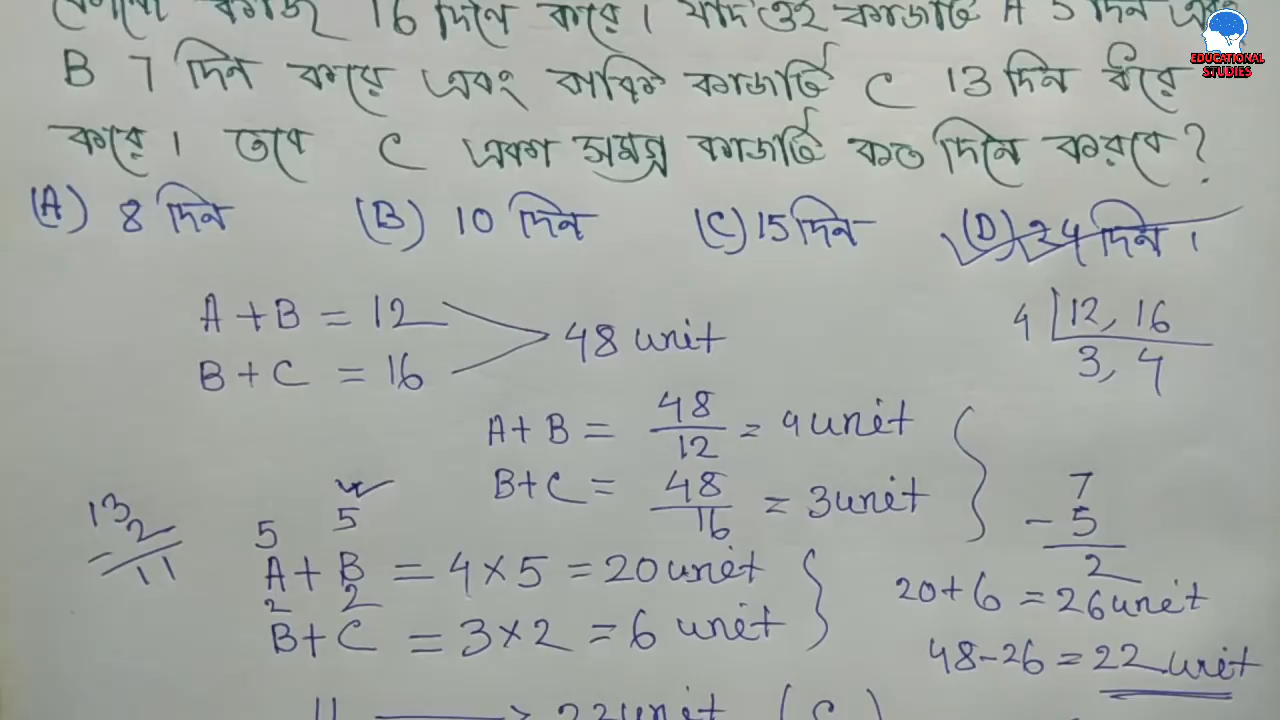 কোনো কাজ 16 দিনে করে। যদি ওই কাজটি A 5 দিন এবং
EDUCATIONAL
STUDIES
B 7 দিন করে এবং বাকি কাজটি C 13 দিন ধরে
করে। তবে C একা সমগ্র কাজটি কত দিনে করবে?
(A) 8 দিন (B) 10 দিন (C) 15 দিন (D) 24 দিন।
A + B = 12
48 unit
B + C = 16
4 12, 16
3, 4
A + B = 48/12 = 4 unit
B + C = 48/16 = 3 unit
7
- 5
2
13
2
11
5 5
A + B = 4 × 5 = 20 unit
2 2
B + C = 3 × 2 = 6 unit
20 + 6 = 26 unit
48 - 26 = 22 unit
11 → 22 unit (C)